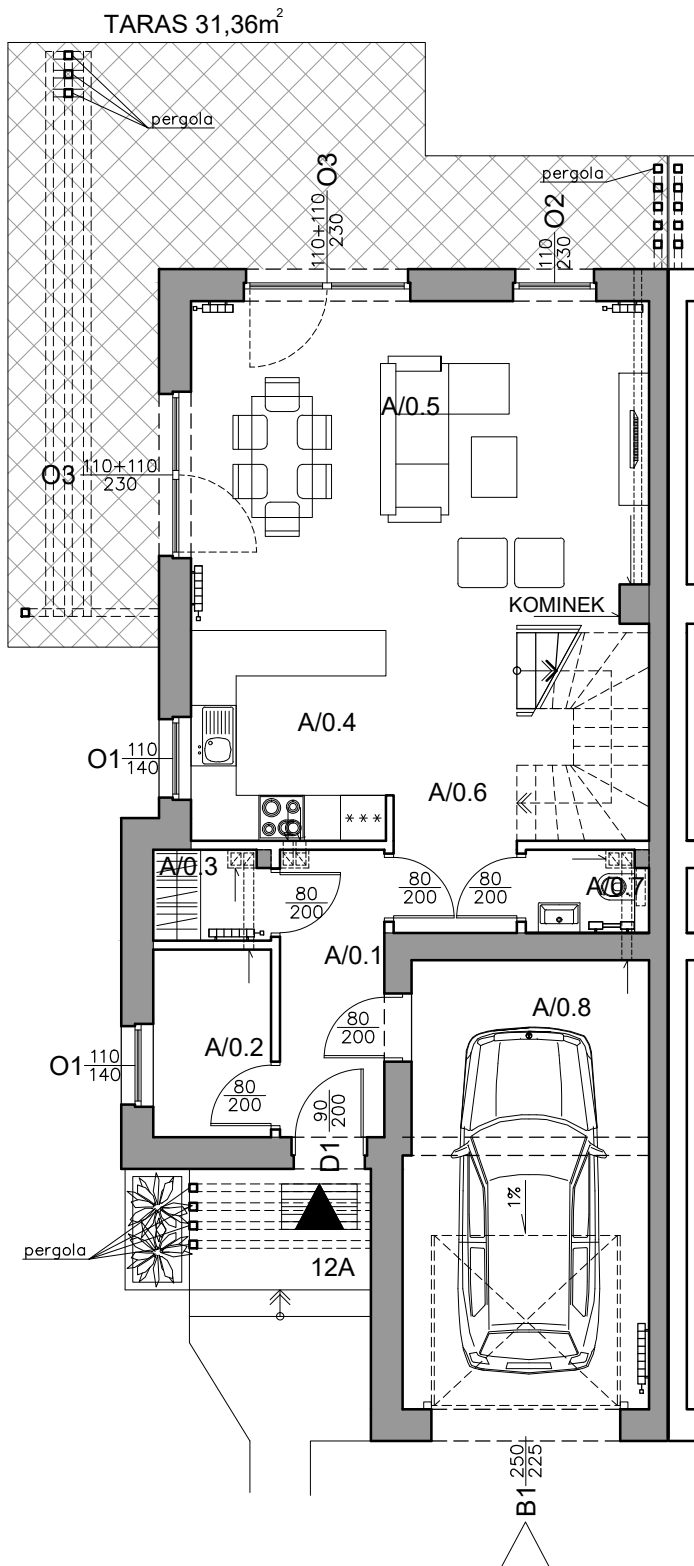 TARAS 31,36m²
pergola
pergola
O3
110+110
230
O2
110
230
A/0.5
O3
110+110
230
KOMINEK
A/0.4
O1
110
140
A/0.6
***
A/0.3
80
200
80
200
80
200
A/0.7
A/0.1
A/0.8
80
200
A/0.2
O1
110
140
80
200
90
200
D1
1%
pergola
12A
B1
250
225